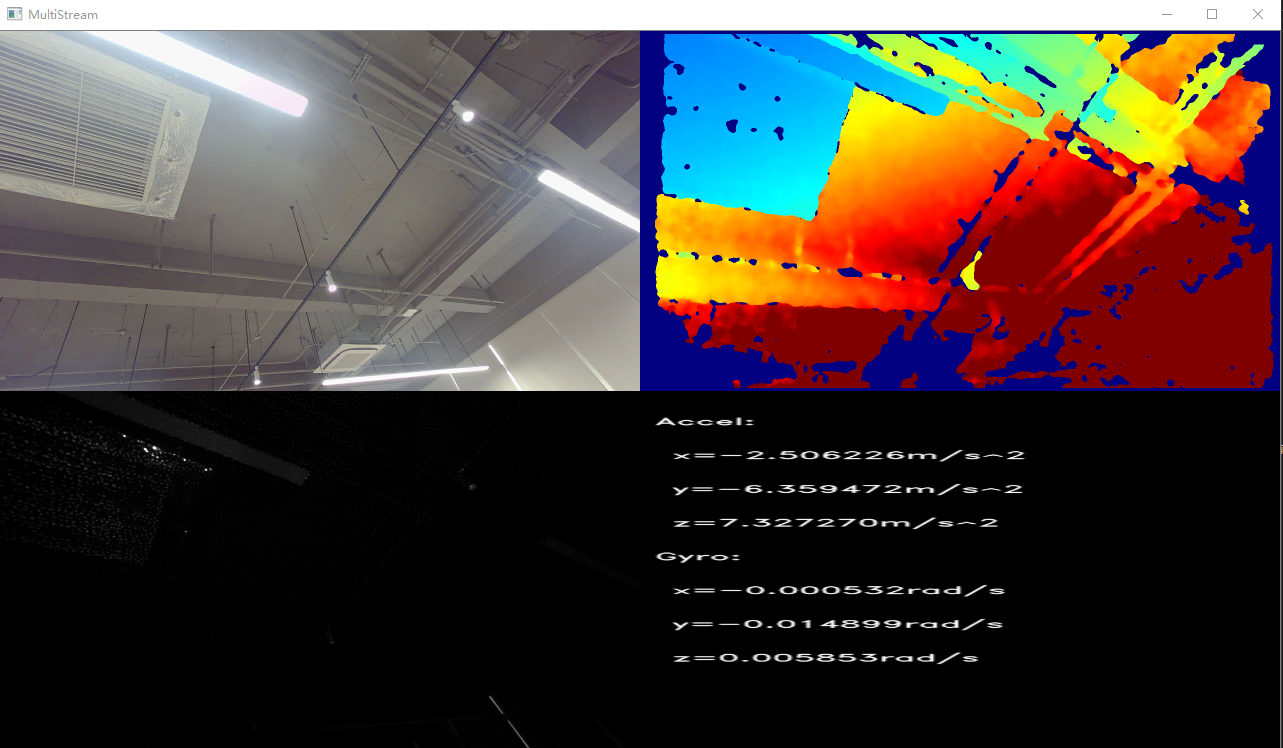 MultiStream
Accel:
x=-2.506226m/s^2
y=-6.359472m/s^2
z=7.327270m/s^2
Gyro:
x=-0.000532rad/s
y=-0.014899rad/s
z=0.005853rad/s